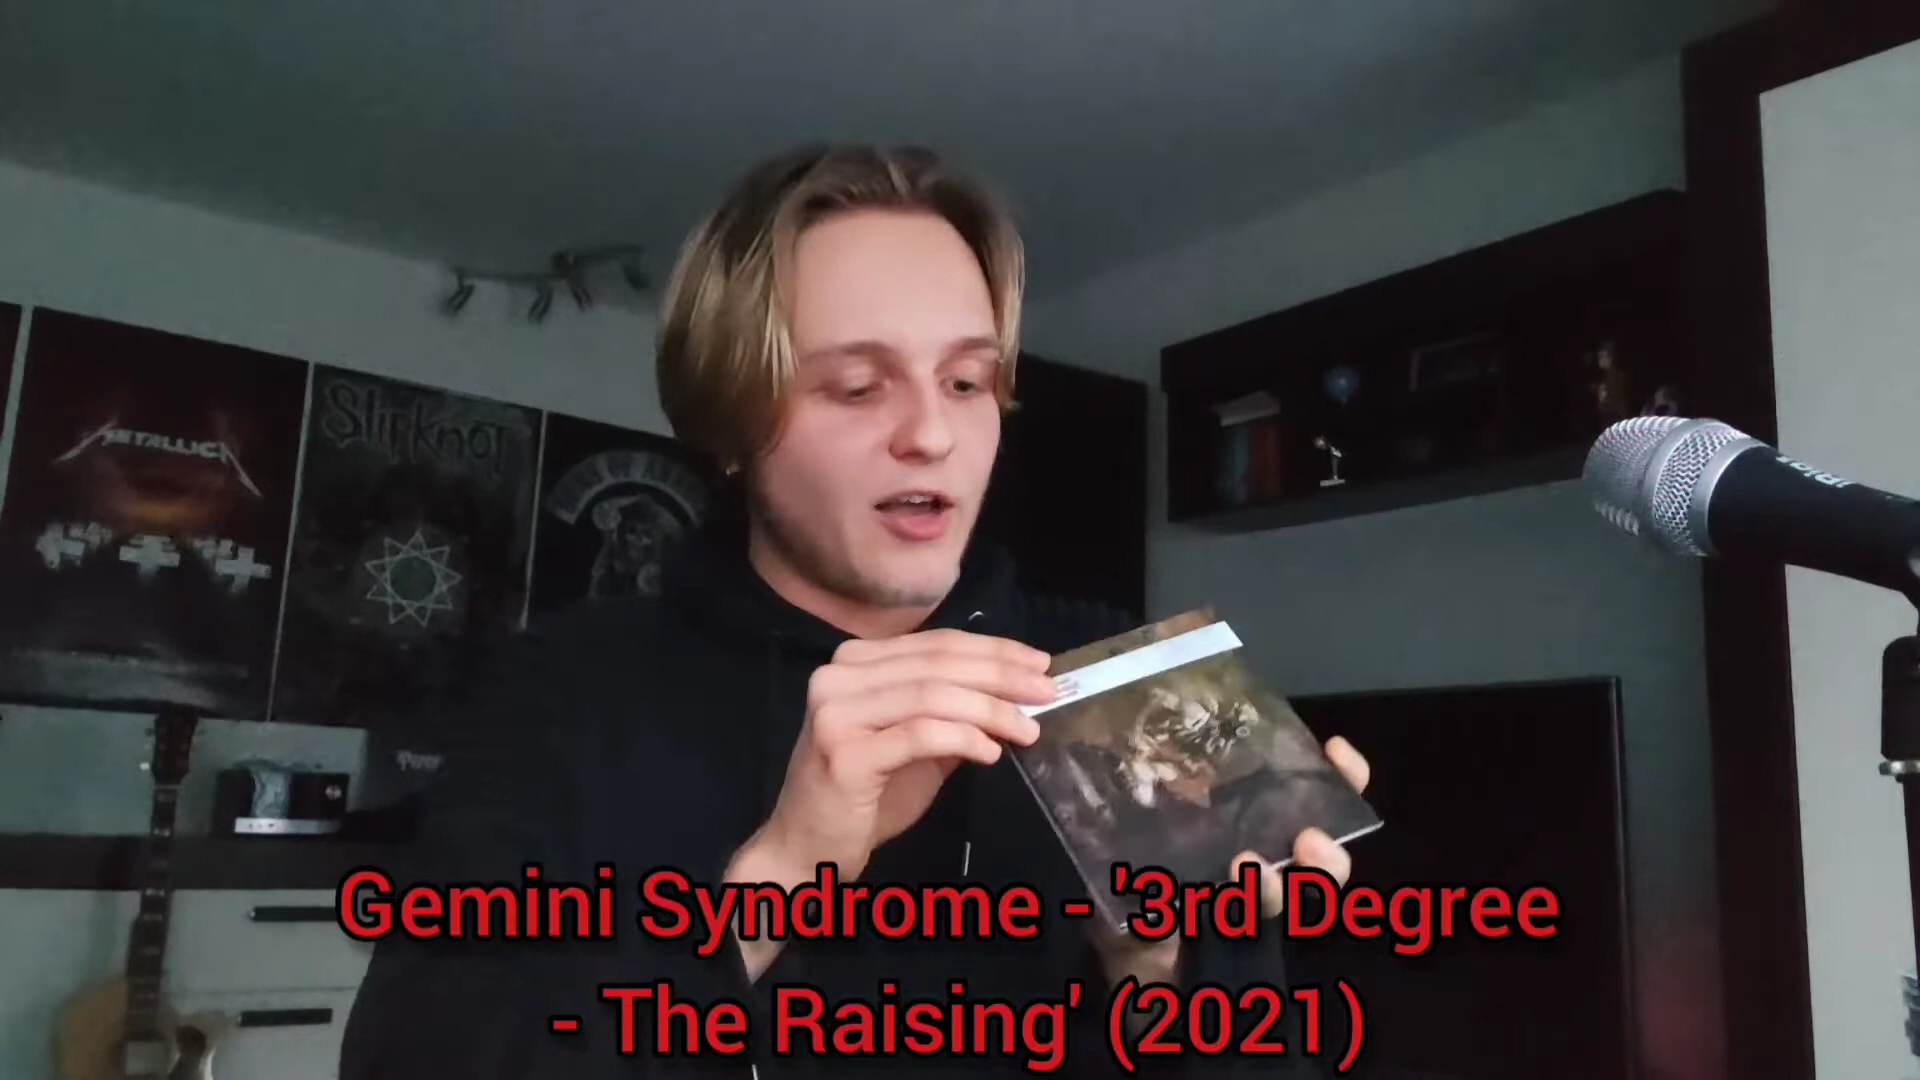 METALLICA
SLIPKNOT
Gemini Syndrome - '3rd Degree
- The Raising' (2021)